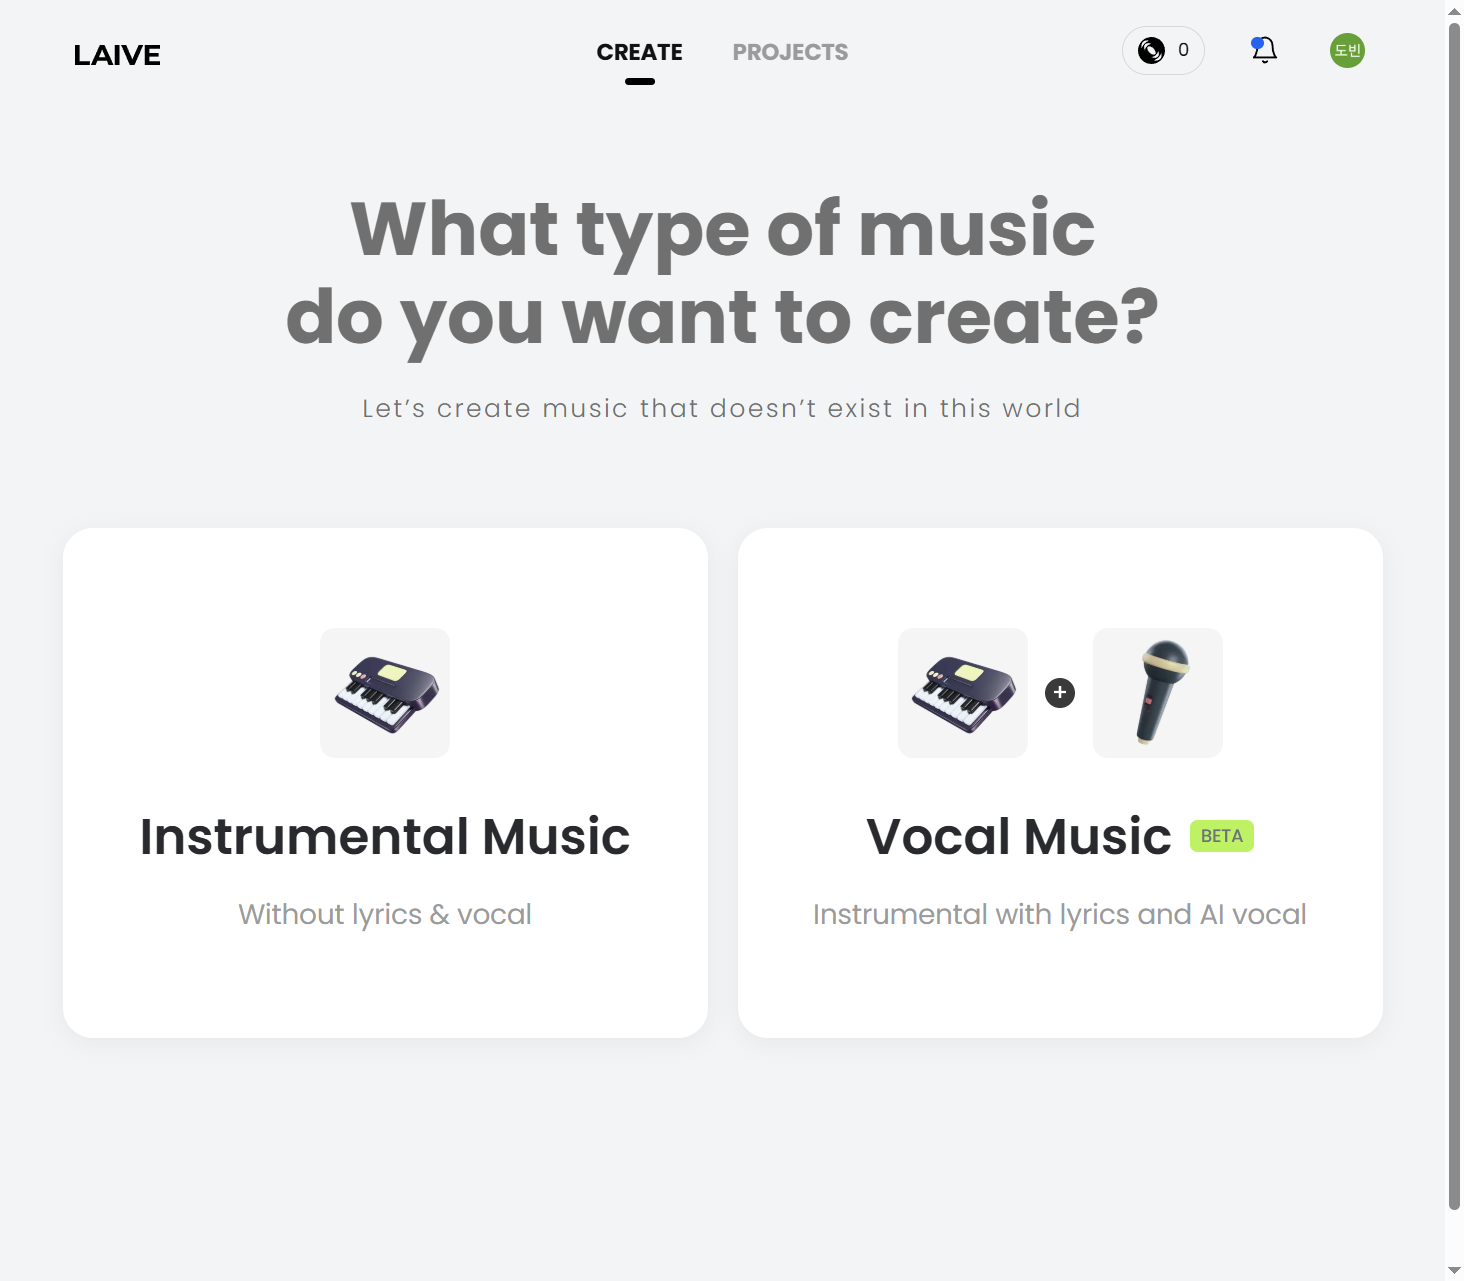 LAIVE
CREATE
PROJECTS
0
도빈
What type of music
do you want to create?
Let’s create music that doesn’t exist in this world
Instrumental Music
Without lyrics & vocal
Vocal Music BETA
Instrumental with lyrics and AI vocal